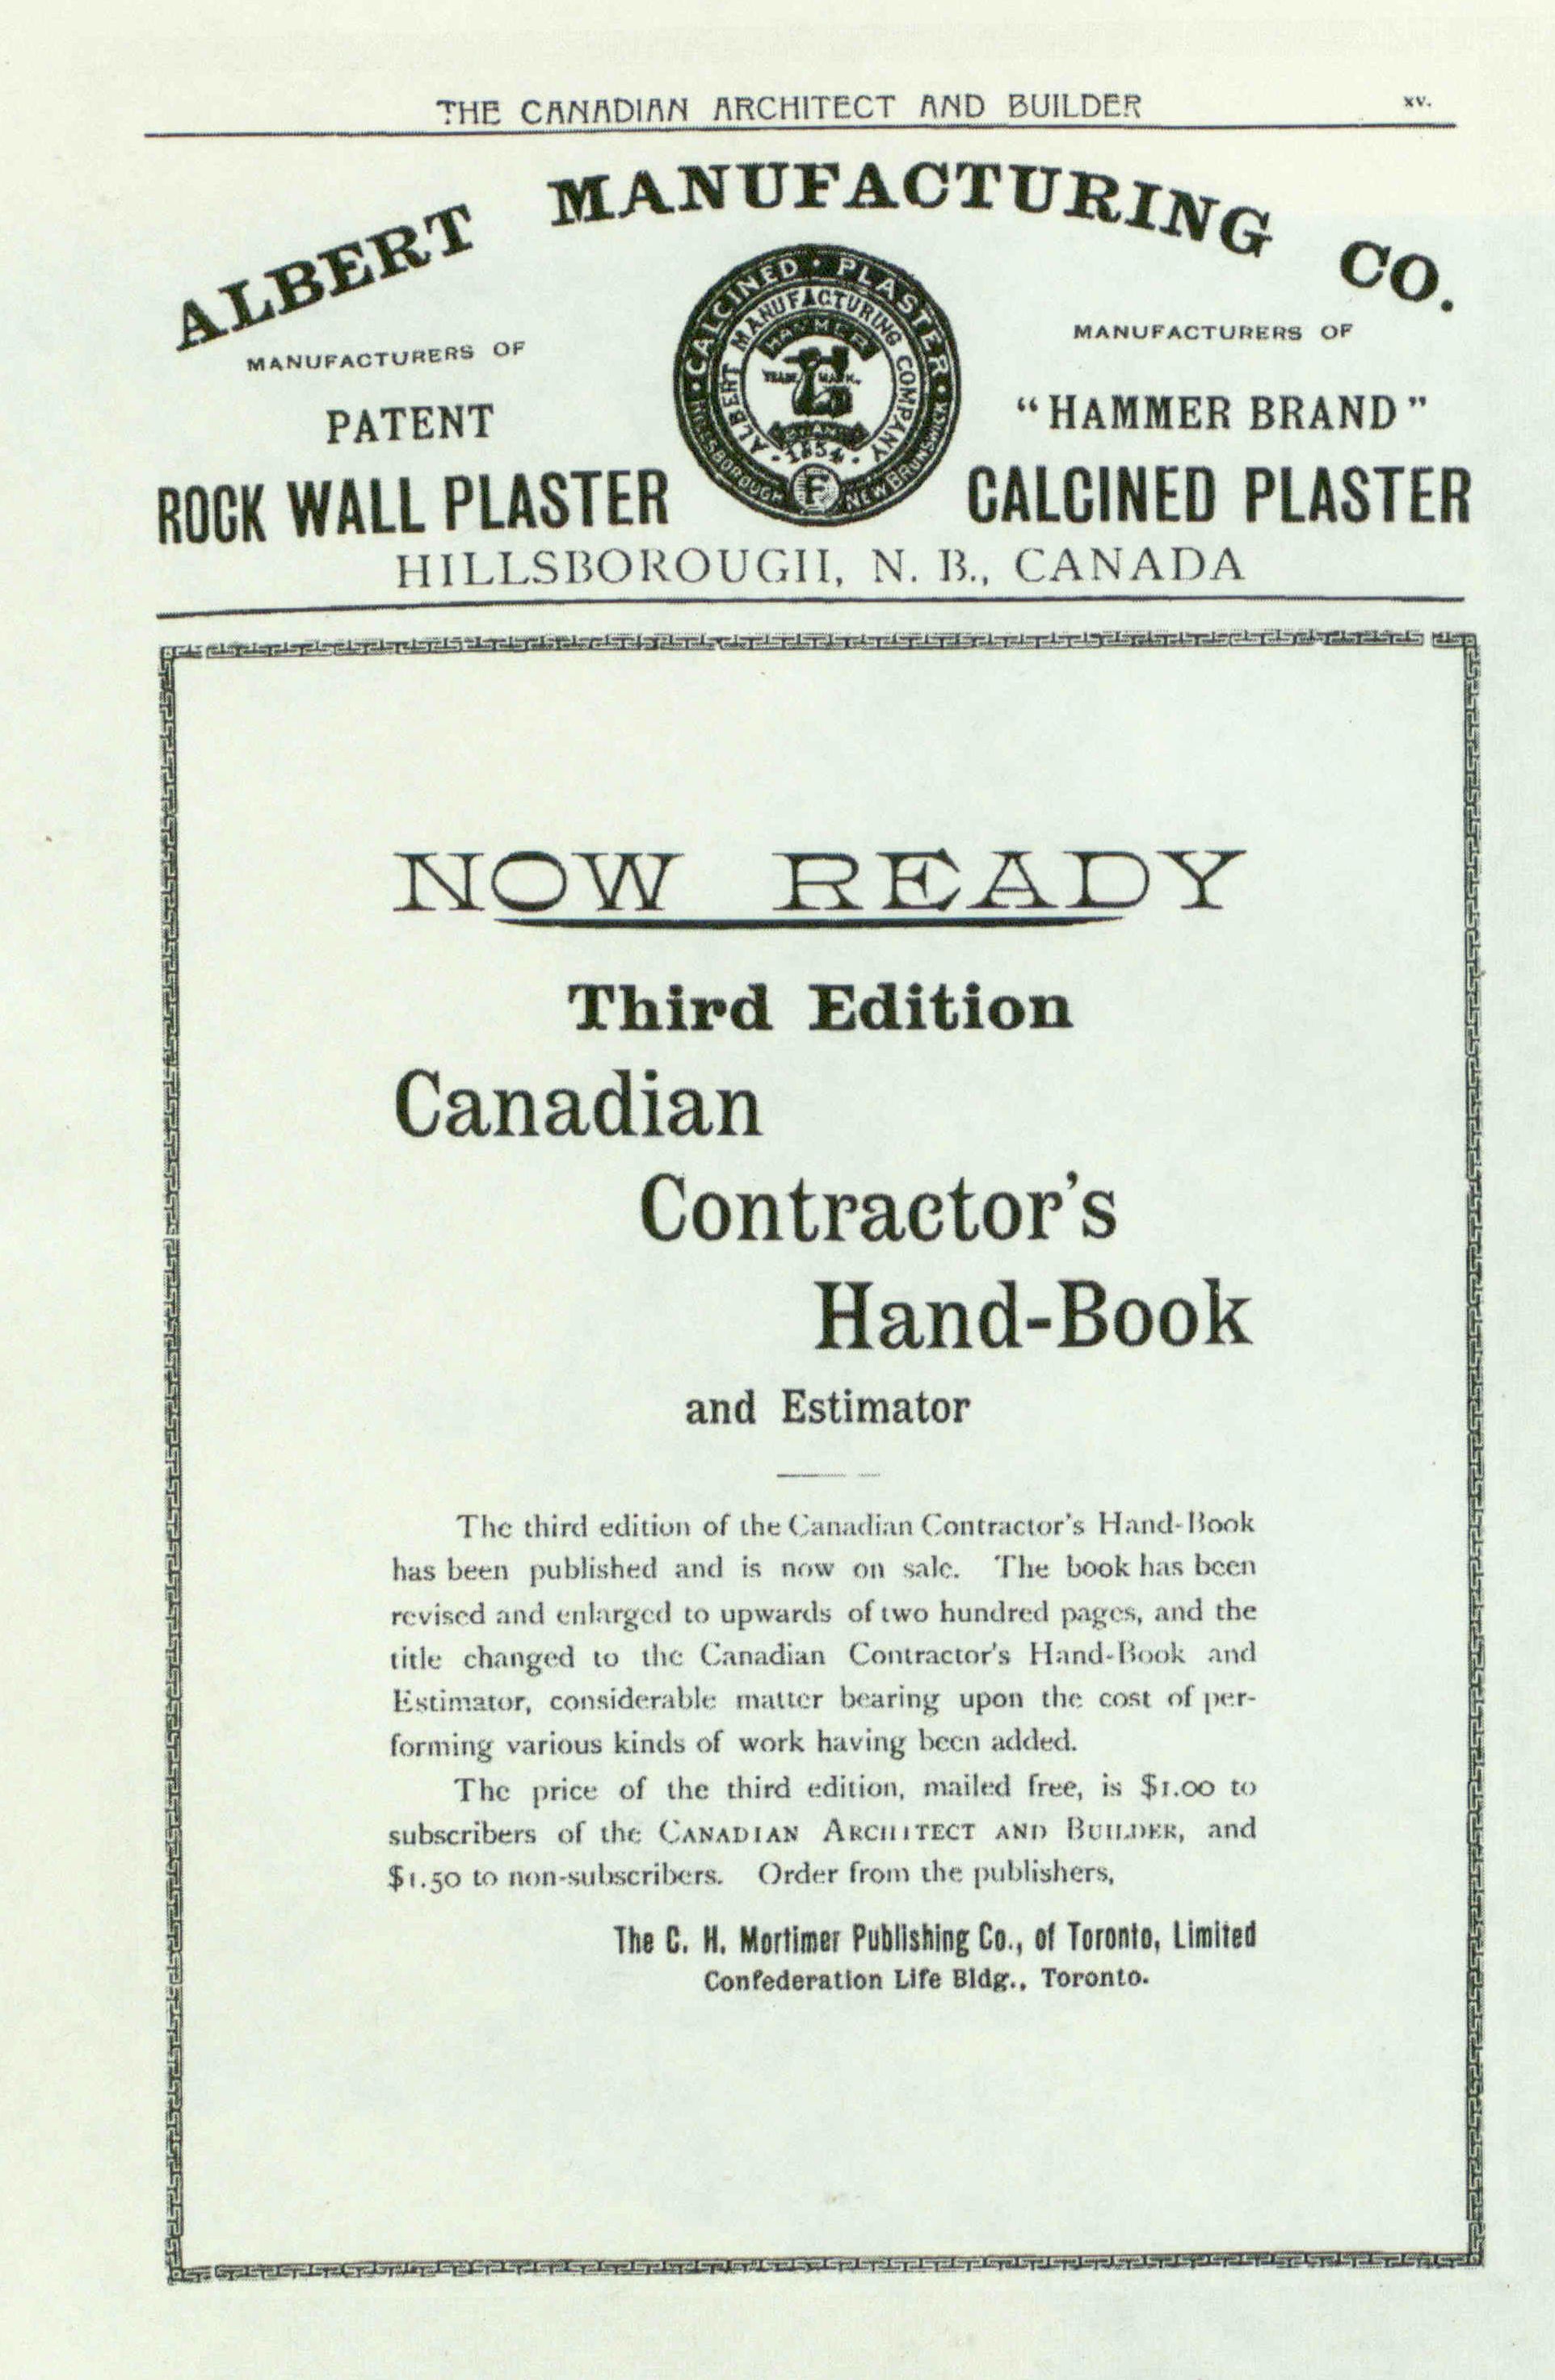 THE CANADIAN ARCHITECT AND BUILDER xv.
ALBERT MANUFACTURING CO.
MANUFACTURERS OF
PATENT
ROCK WALL PLASTER
CALCINED · PLASTER
ALBERT MANUFACTURING COMPANY
HAMMER
TRADE MARK.
BRAND
· 1854 ·
HILLSBOROUGH F NEW BRUNSWICK
MANUFACTURERS OF
"HAMMER BRAND"
CALCINED PLASTER
HILLSBOROUGH, N. B., CANADA
NOW READY
Third Edition
Canadian
Contractor's
Hand-Book
and Estimator
The third edition of the Canadian Contractor's Hand-Book
has been published and is now on sale. The book has been
revised and enlarged to upwards of two hundred pages, and the
title changed to the Canadian Contractor's Hand-Book and
Estimator, considerable matter bearing upon the cost of per-
forming various kinds of work having been added.
The price of the third edition, mailed free, is $1.00 to
subscribers of the CANADIAN ARCHITECT AND BUILDER, and
$1.50 to non-subscribers. Order from the publishers,
The C. H. Mortimer Publishing Co., of Toronto, Limited
Confederation Life Bldg., Toronto.